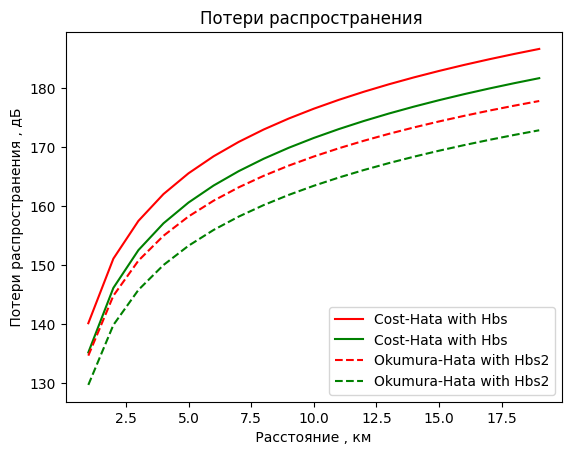 Потери распространения
Потери распространения , дБ
180
170
160
150
140
130
Cost-Hata with Hbs
Cost-Hata with Hbs
Okumura-Hata with Hbs2
Okumura-Hata with Hbs2
2.5 5.0 7.5 10.0 12.5 15.0 17.5
Расстояние , км